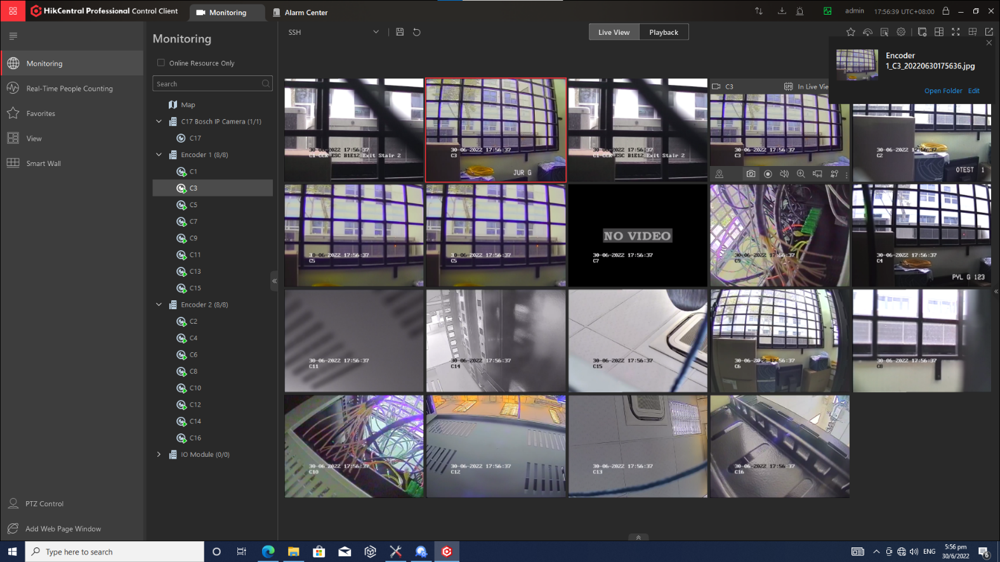 HikCentral Professional Control Client
Monitoring
Alarm Center
admin
17:56:39 UTC+08:00
Monitoring
Real-Time People Counting
Favorites
View
Smart Wall
PTZ Control
Add Web Page Window
Monitoring
Online Resource Only
Search
Map
C17 Bosch IP Camera (1/1)
C17
Encoder 1 (8/8)
C1
C3
C5
C7
C9
C11
C13
C15
Encoder 2 (8/8)
C2
C4
C6
C8
C10
C12
C14
C16
IO Module (0/0)
SSH
Live View
Playback
Encoder
1_C3_20220630175636.jpg
Open Folder
Edit
30-06-2022 17:56:37
C1-CCK ESC B1E12 Exit Stair 2
30-06-2022 17:56:37
C3
JUR G
30-06-2022 17:56:37
C1-CCK ESC B1E12 Exit Stair 2
C3
GPU
In Live Vie
30-06-2022 17:56:37
C3
30-06-2022 17:56:37
C2
OTEST 1
30-06-2022 17:56:37
C5
30-06-2022 17:56:37
C5
NO VIDEO
30-06-2022 17:56:37
C7
30-06-2022 17:56:37
C9
30-06-2022 17:56:37
C4
PYL G 123
30-06-2022 17:56:37
C11
30-06-2022 17:56:37
C14
30-06-2022 17:56:37
C15
30-06-2022 17:56:37
C6
30-06-2022 17:56:37
C8
30-06-2022 17:56:37
C10
30-06-2022 17:56:37
C12
30-06-2022 17:56:37
C13
30-06-2022 17:56:37
C16
Type here to search
ENG
5:56 pm
30/6/2022
6